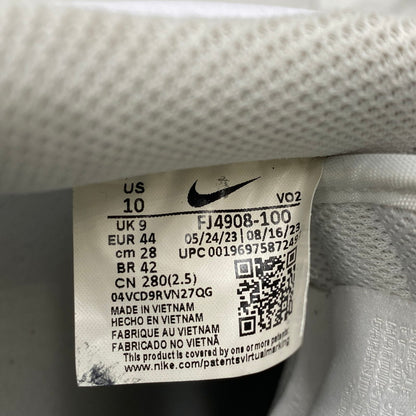 US
10
VO2
UK 9
FJ4908-100
EUR 44
05/24/23 08/16/23
cm 28
UPC 00196975872493
BR 42
CN 280(2.5)
04VCD9RVN27QG
MADE IN VIETNAM
HECHO EN VIETNAM
FABRIQUE AU VIETNAM
FABRICADO NO VIETNÃ
This product is covered by one or more patents.
www.nike.com/patentsvirtualmarking